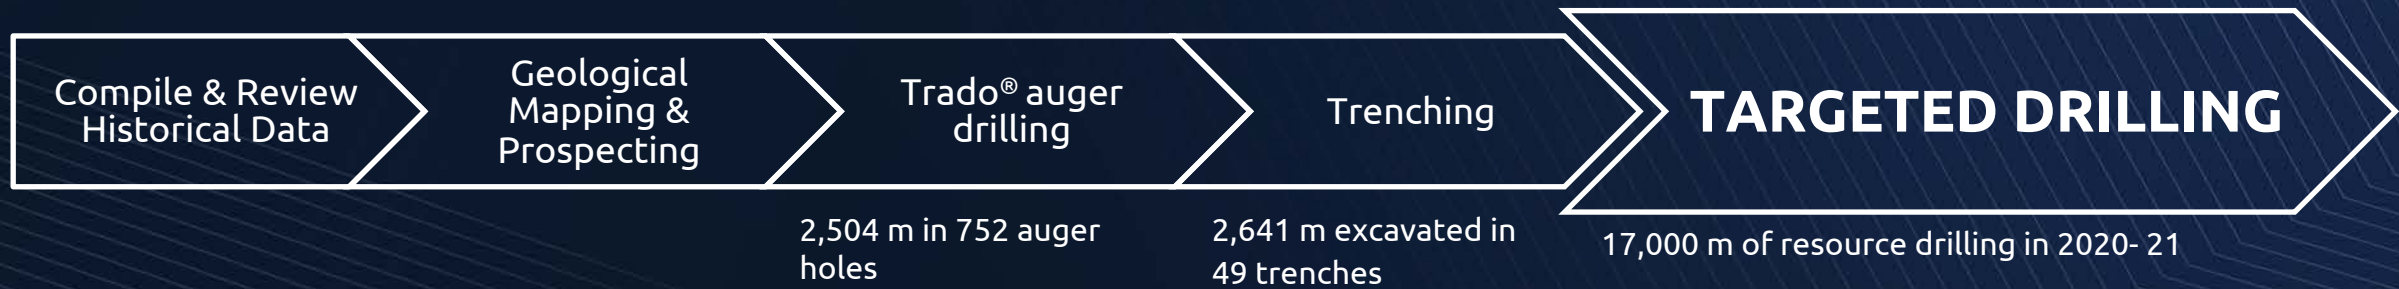 Compile & Review
Historical Data
Geological
Mapping &
Prospecting
Trado® auger
drilling
Trenching
TARGETED DRILLING
2,504 m in 752 auger
holes
2,641 m excavated in
49 trenches
17,000 m of resource drilling in 2020- 21